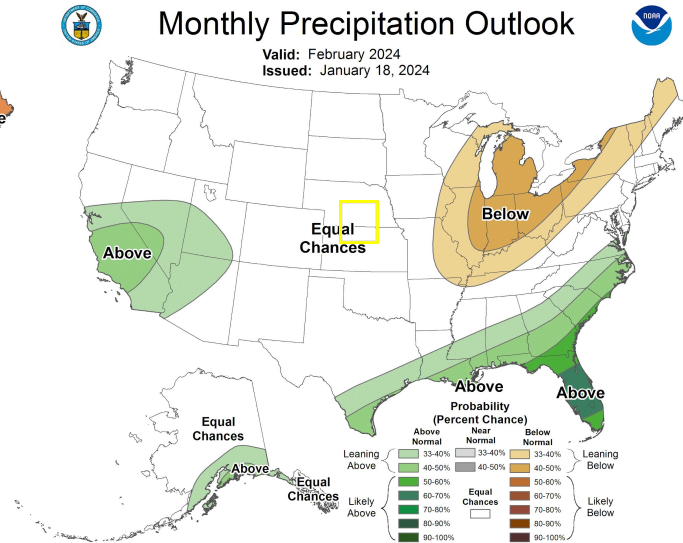 Monthly Precipitation Outlook
NOAA
Valid: February 2024
Issued: January 18, 2024
e
Below
Equal
Chances
Above
Above
Above
Equal
Chances
Above
Equal
Chances
Probability
(Percent Chance)
Above
Normal
Near
Normal
Below
Normal
Leaning
Above
33-40%
40-50%
33-40%
40-50%
33-40%
40-50%
Leaning
Below
Likely
Above
50-60%
60-70%
70-80%
80-90%
90-100%
Equal
Chances
50-60%
60-70%
70-80%
80-90%
90-100%
Likely
Below